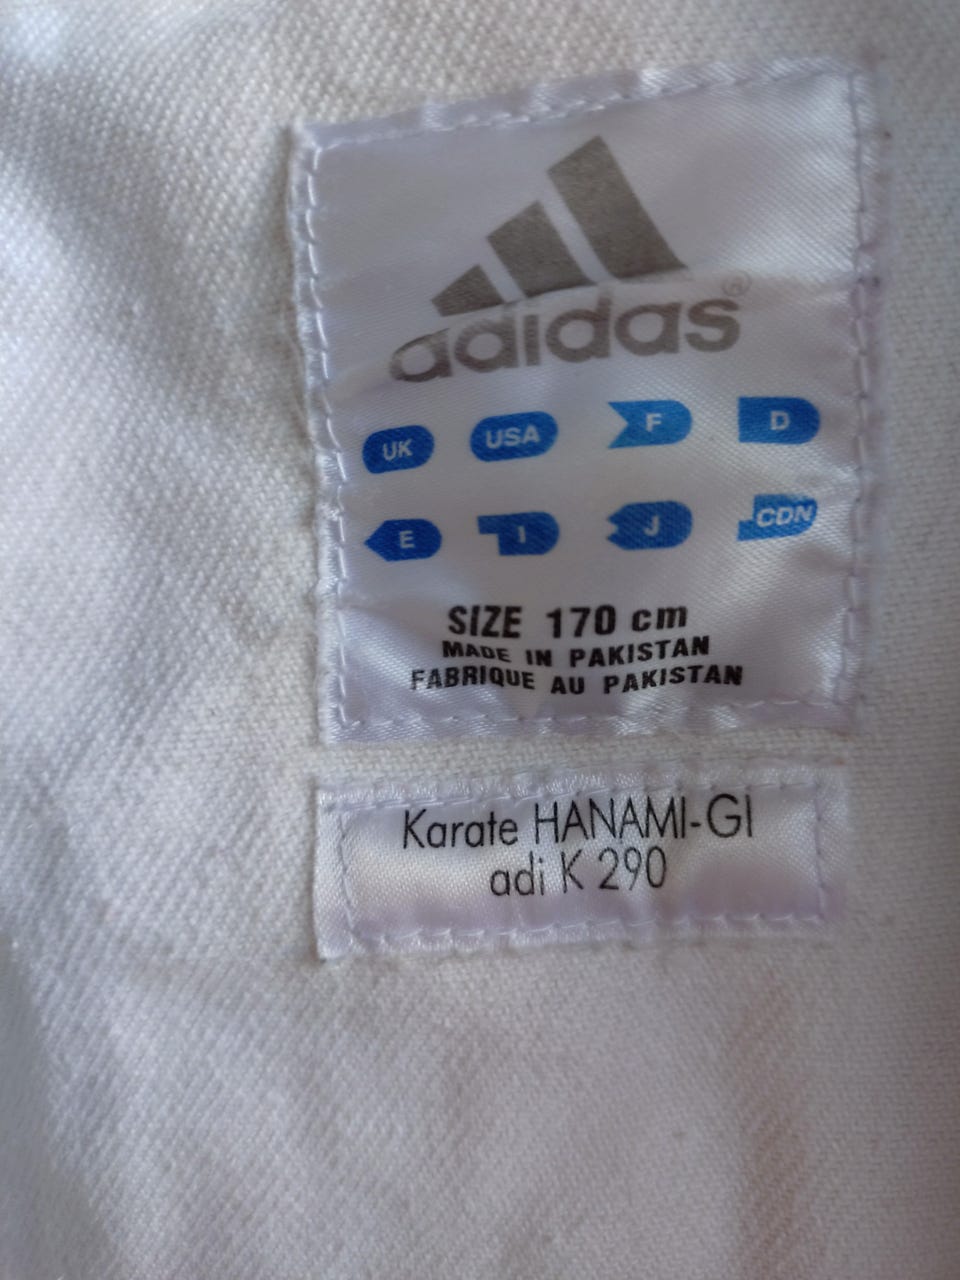 adidas®
UK USA F D
E I J CDN
SIZE 170 cm
MADE IN PAKISTAN
FABRIQUE AU PAKISTAN
Karate HANAMI-GI
adi K 290